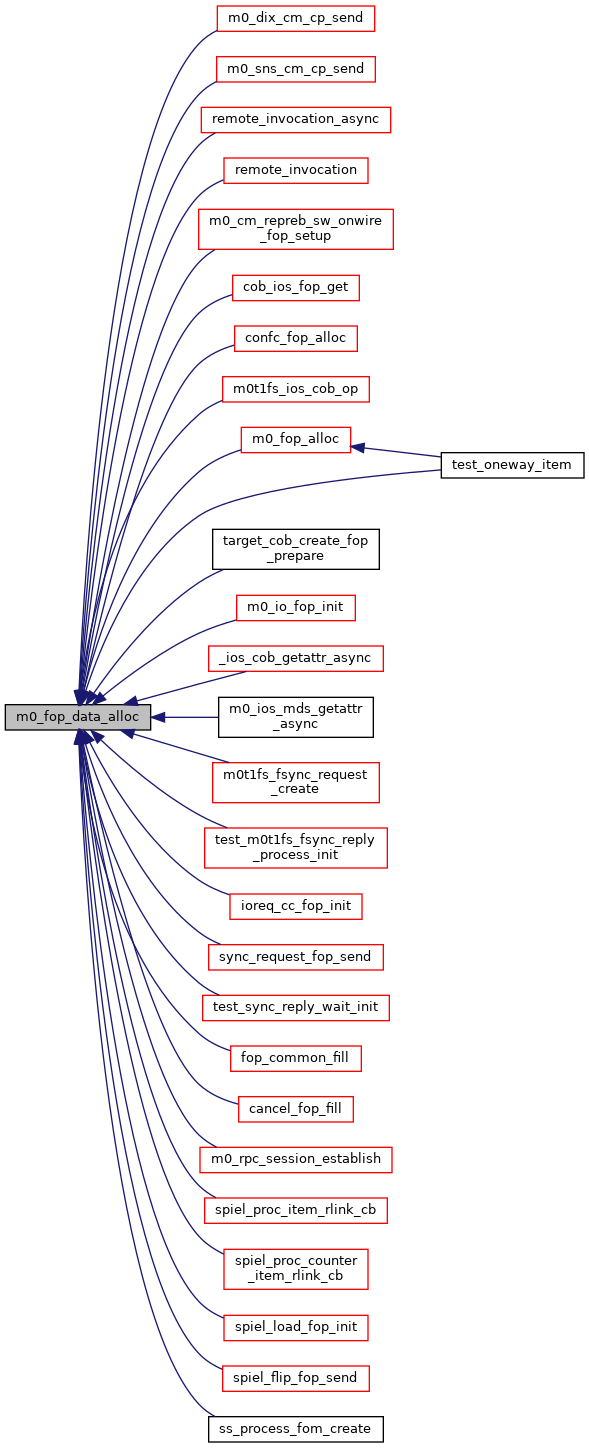 m0_dix_cm_cp_send
m0_sns_cm_cp_send
remote_invocation_async
remote_invocation
m0_cm_repreb_sw_onwire
_fop_setup
cob_ios_fop_get
confc_fop_alloc
m0t1fs_ios_cob_op
m0_fop_alloc
test_oneway_item
target_cob_create_fop
_prepare
m0_io_fop_init
_ios_cob_getattr_async
m0_fop_data_alloc
m0_ios_mds_getattr
_async
m0t1fs_fsync_request
_create
test_m0t1fs_fsync_reply
_process_init
ioreq_cc_fop_init
sync_request_fop_send
test_sync_reply_wait_init
fop_common_fill
cancel_fop_fill
m0_rpc_session_establish
spiel_proc_item_rlink_cb
spiel_proc_counter
_item_rlink_cb
spiel_load_fop_init
spiel_flip_fop_send
ss_process_fom_create